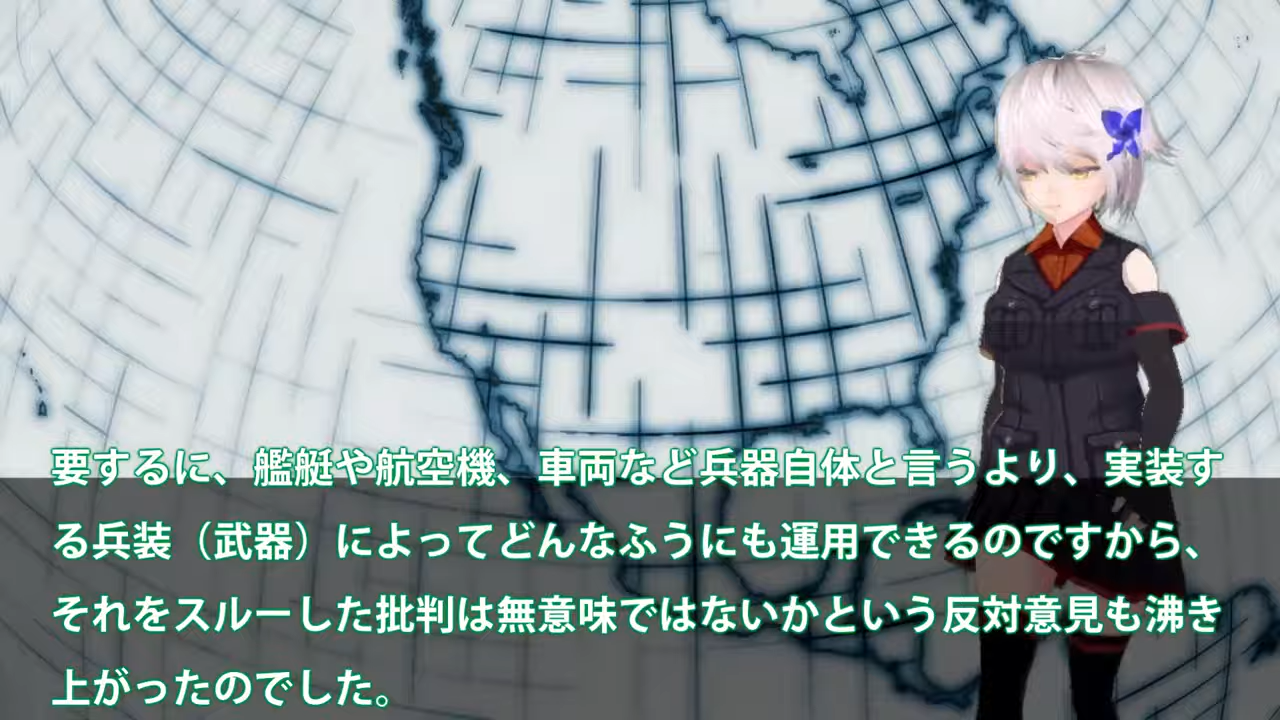 要するに、艦艇や航空機、車両など兵器自体と言うより、実装す
る兵装（武器）によってどんなふうにも運用できるのですから、
それをスルーした批判は無意味ではないかという反対意見も沸き
上がったのでした。